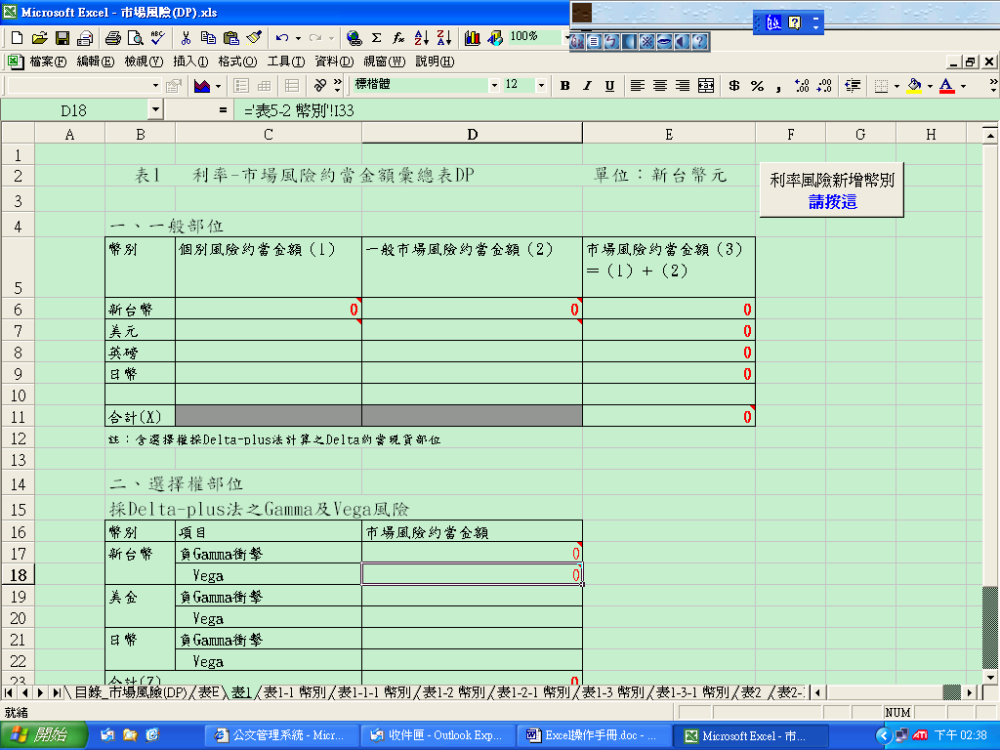 Microsoft Excel - 市場風險(DP).xls
100%
檔案(F) 編輯(E) 檢視(V) 插入(I) 格式(O) 工具(T) 資料(D) 視窗(W) 說明(H)
標楷體 12 B I U $ % ,
D18 = ='表5-2 幣別'!I33
A B C D E F G H
1
2 表1 利率-市場風險約當金額彙總表DP 單位：新台幣元
利率風險新增幣別
請按這
3
4 一、一般部位
5 幣別 個別風險約當金額（1） 一般市場風險約當金額（2） 市場風險約當金額（3）
＝（1）＋（2）
6 新台幣 0 0 0
7 美元 0
8 英磅 0
9 日幣 0
10
11 合計(X) 0
12 註：含選擇權採Delta-plus法計算之Delta約當現貨部位
13
14 二、選擇權部位
15 採Delta-plus法之Gamma及Vega風險
16 幣別 項目 市場風險約當金額
17 新台幣 負Gamma衝擊 0
18 Vega 0
19 美金 負Gamma衝擊
20 Vega
21 日幣 負Gamma衝擊
22 Vega
23 合計(Z) 0
目錄_市場風險(DP) 表E 表1 表1-1 幣別 表1-1-1 幣別 表1-2 幣別 表1-2-1 幣別 表1-3 幣別 表1-3-1 幣別 表2 表2-
就緒 NUM
開始 公文管理系統 - Micr... 收件匣 - Outlook Exp... Excel操作手冊.doc - ... Microsoft Excel - 市... 下午 02:38